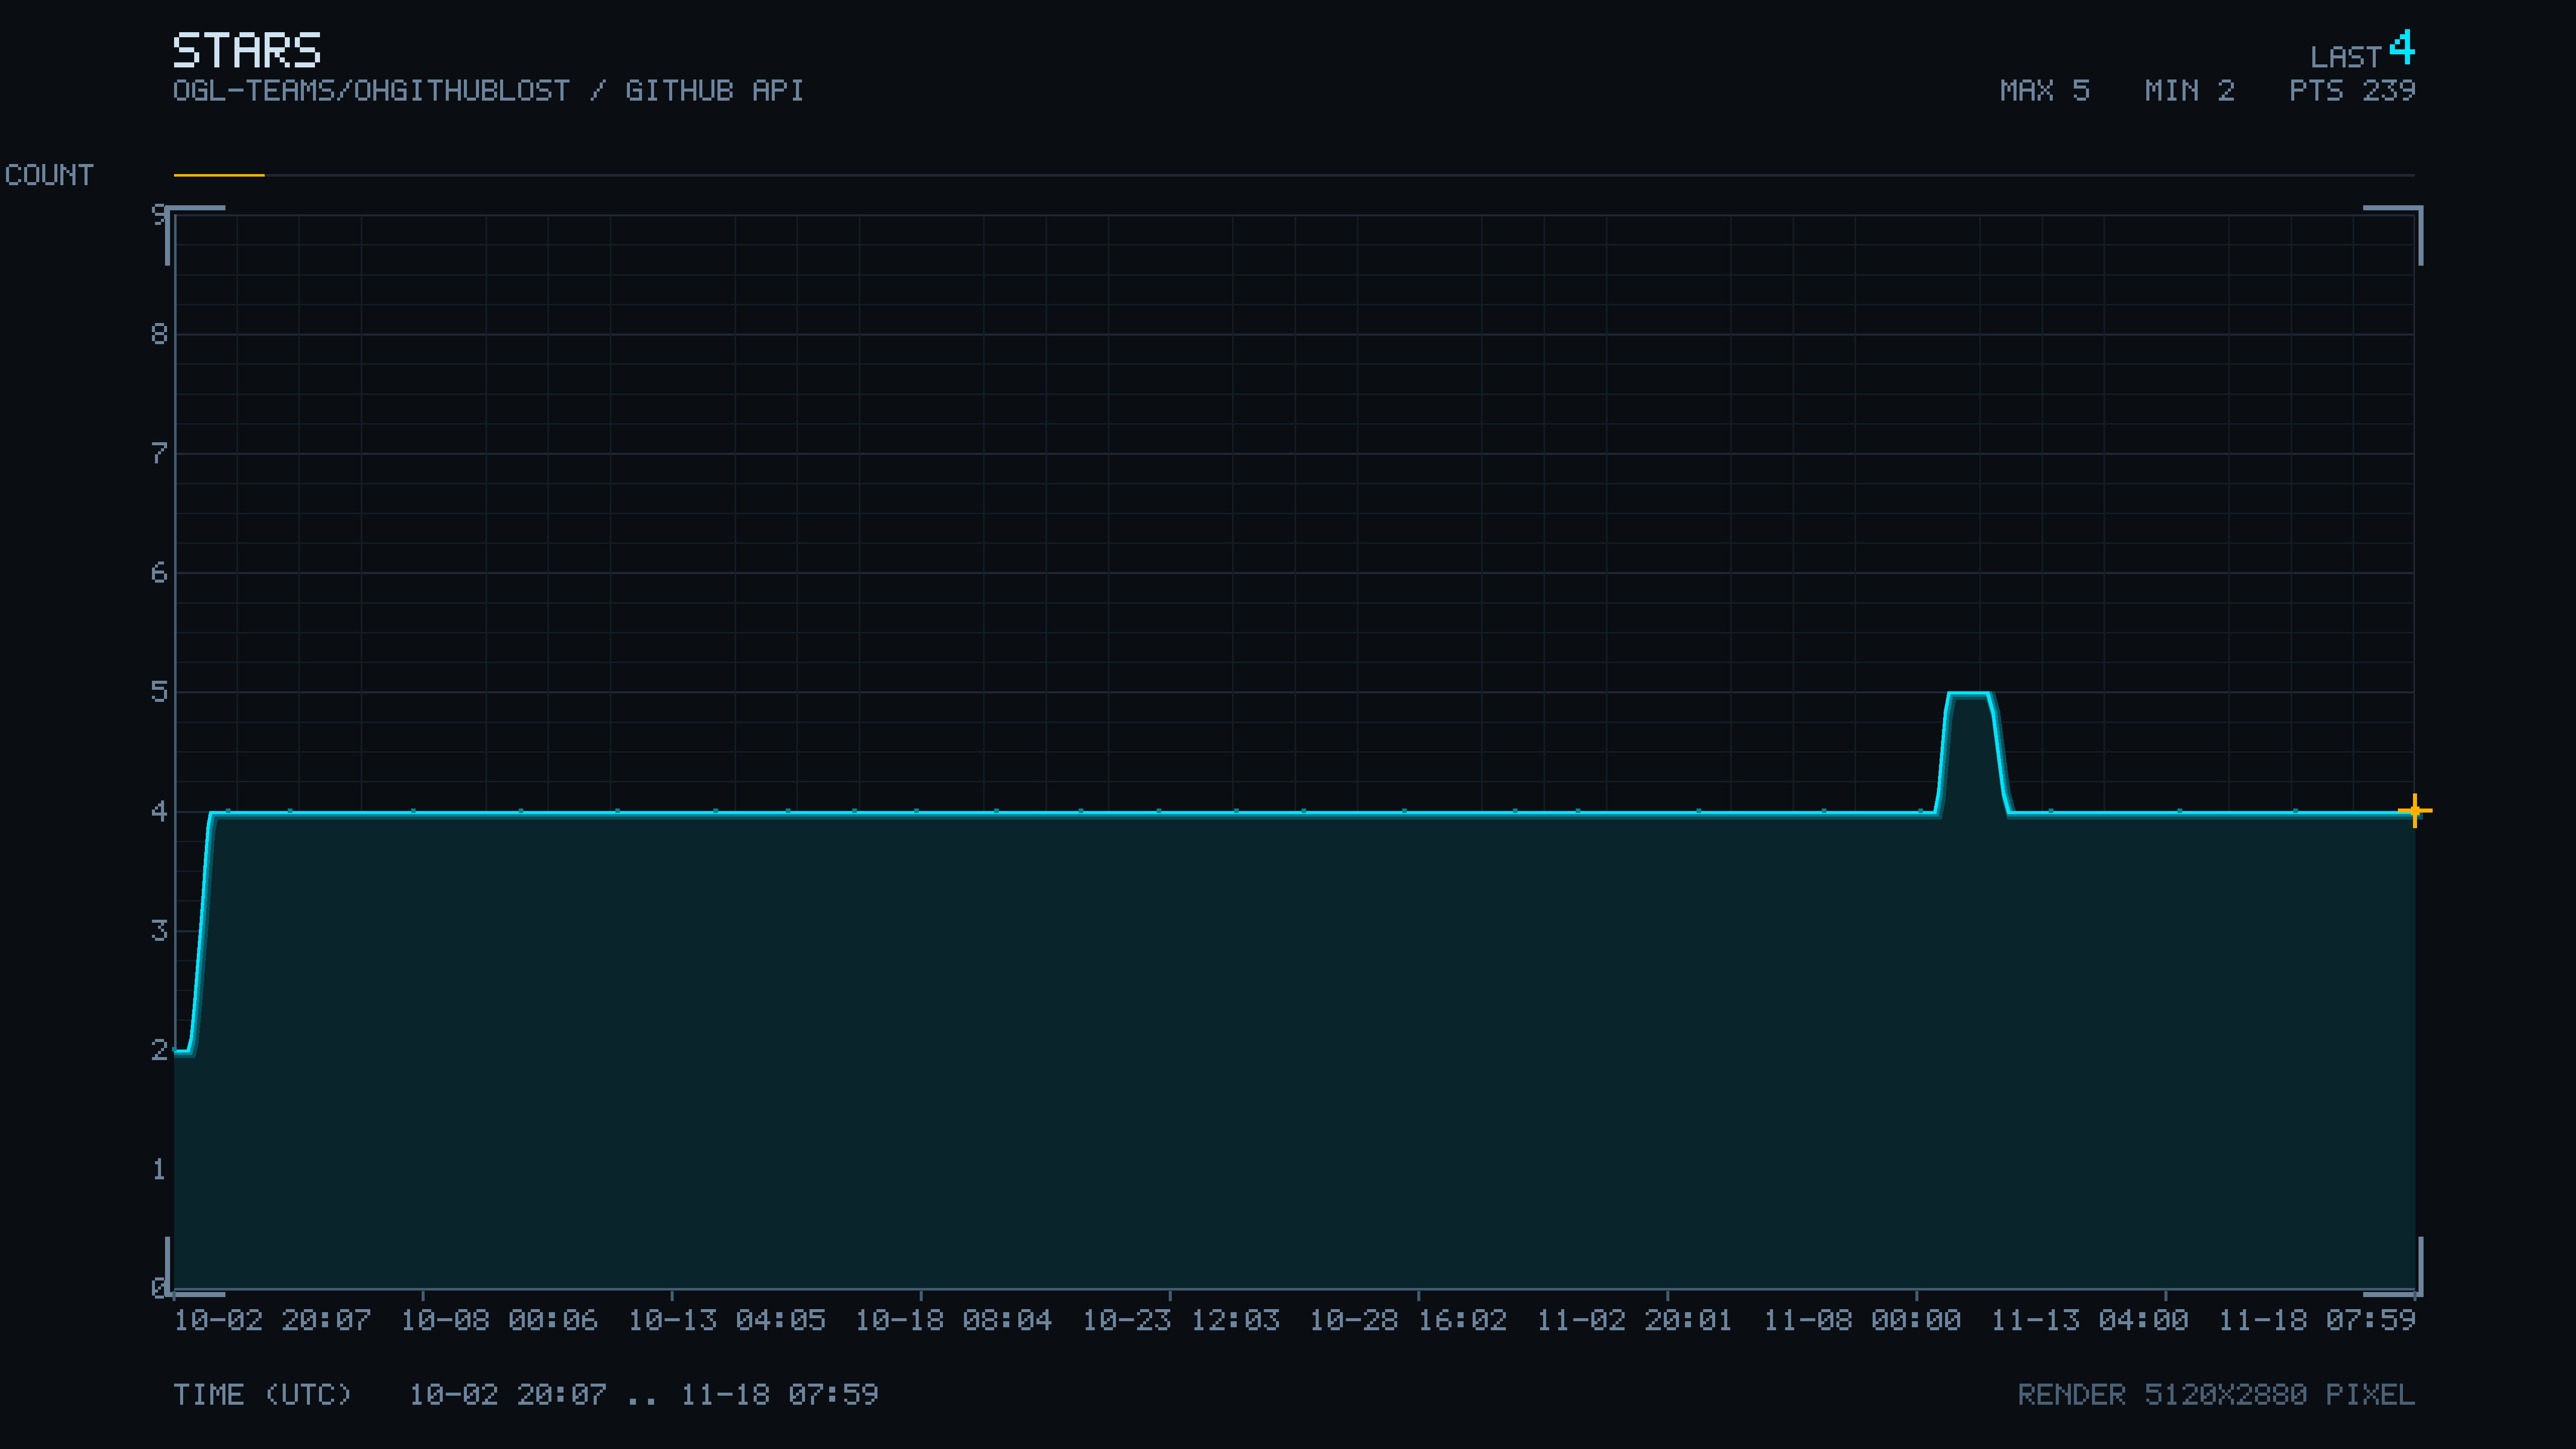 STARS
LAST 4
OGL-TEAMS/OHGITHUBLOST / GITHUB API
MAX 5 MIN 2 PTS 239
COUNT
9
8
7
6
5
4
3
2
1
0
10-02 20:07 10-08 00:06 10-13 04:05 10-18 08:04 10-23 12:03 10-28 16:02 11-02 20:01 11-08 00:00 11-13 04:00 11-18 07:59
TIME (UTC) 10-02 20:07 .. 11-18 07:59
RENDER 5120X2880 PIXEL